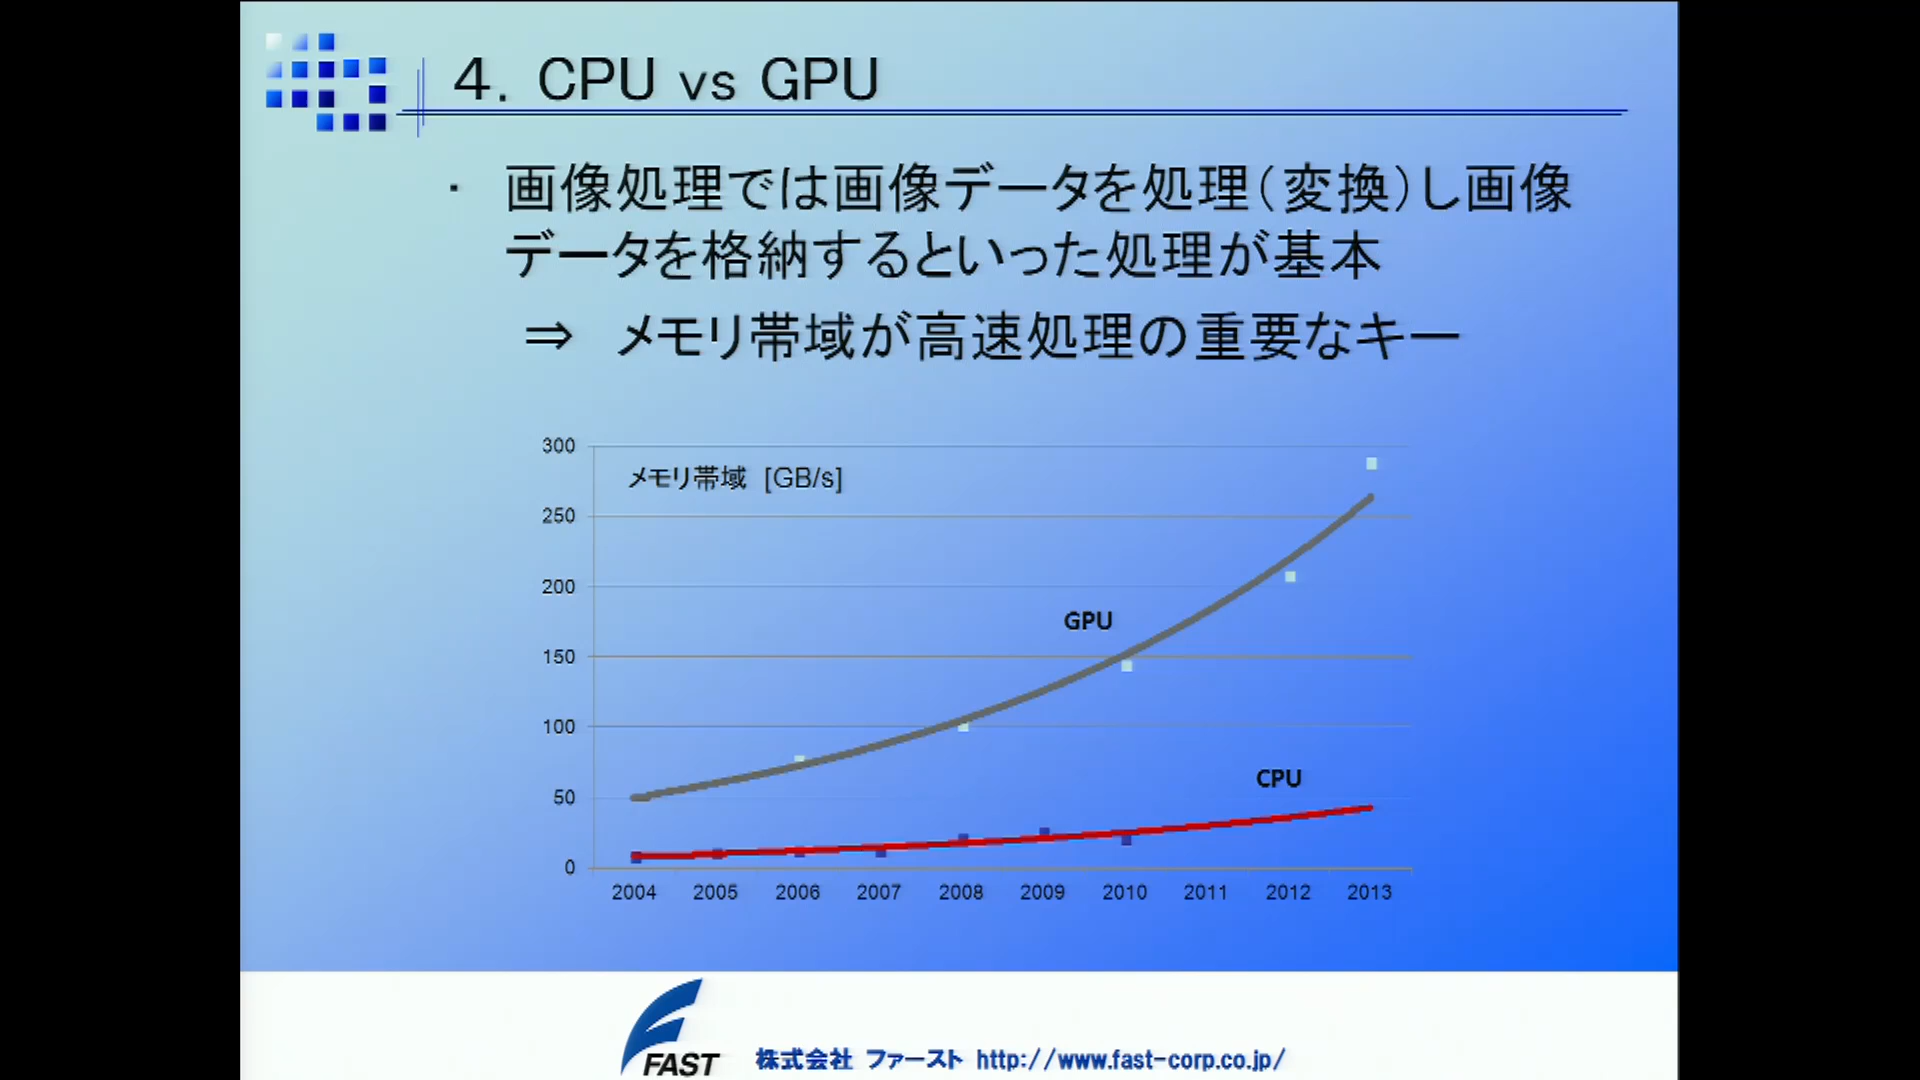 4．CPU vs GPU
・ 画像処理では画像データを処理（変換）し画像
データを格納するといった処理が基本
⇒ メモリ帯域が高速処理の重要なキー
300
メモリ帯域 [GB/s]
250
200
GPU
150
100
CPU
50
0
2004 2005 2006 2007 2008 2009 2010 2011 2012 2013
FAST 株式会社 ファースト http://www.fast-corp.co.jp/